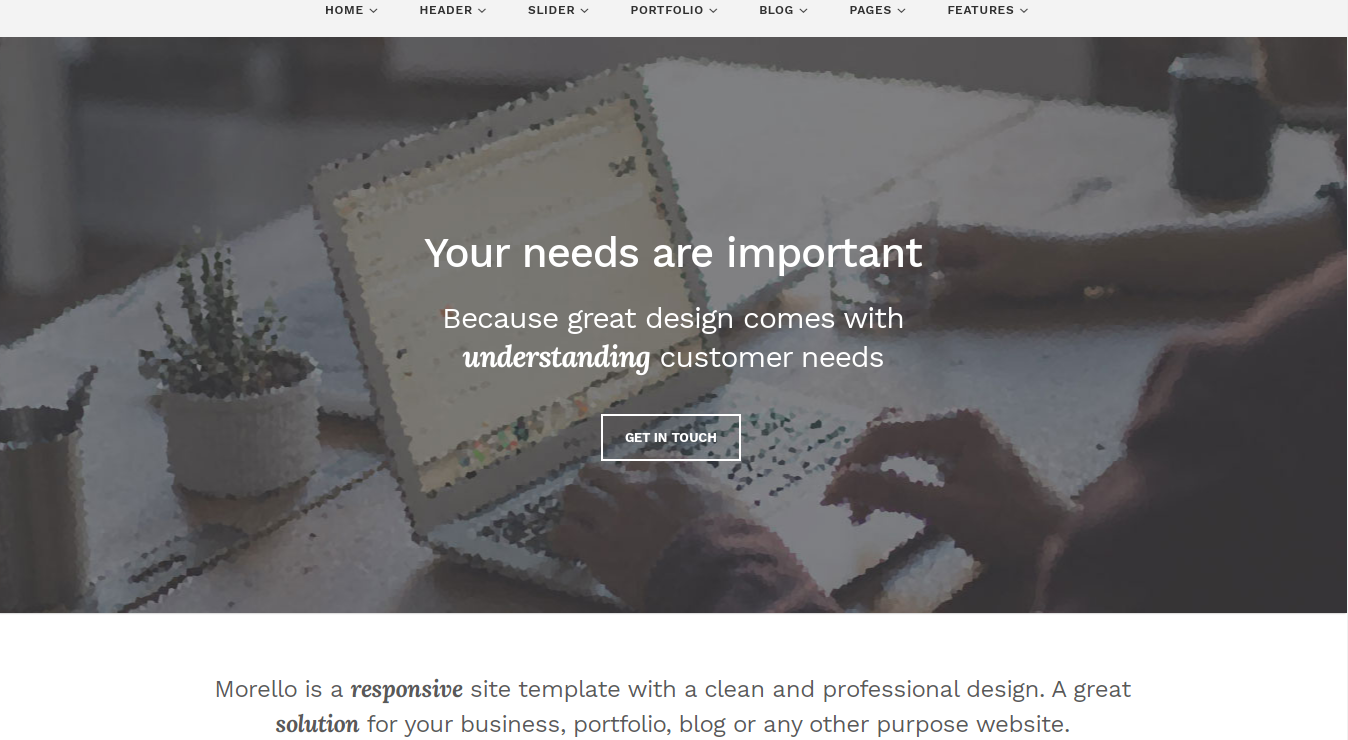 HOME HEADER SLIDER PORTFOLIO BLOG PAGES FEATURES
Your needs are important
Because great design comes with
understanding customer needs
GET IN TOUCH
Morello is a responsive site template with a clean and professional design. A great
solution for your business, portfolio, blog or any other purpose website.